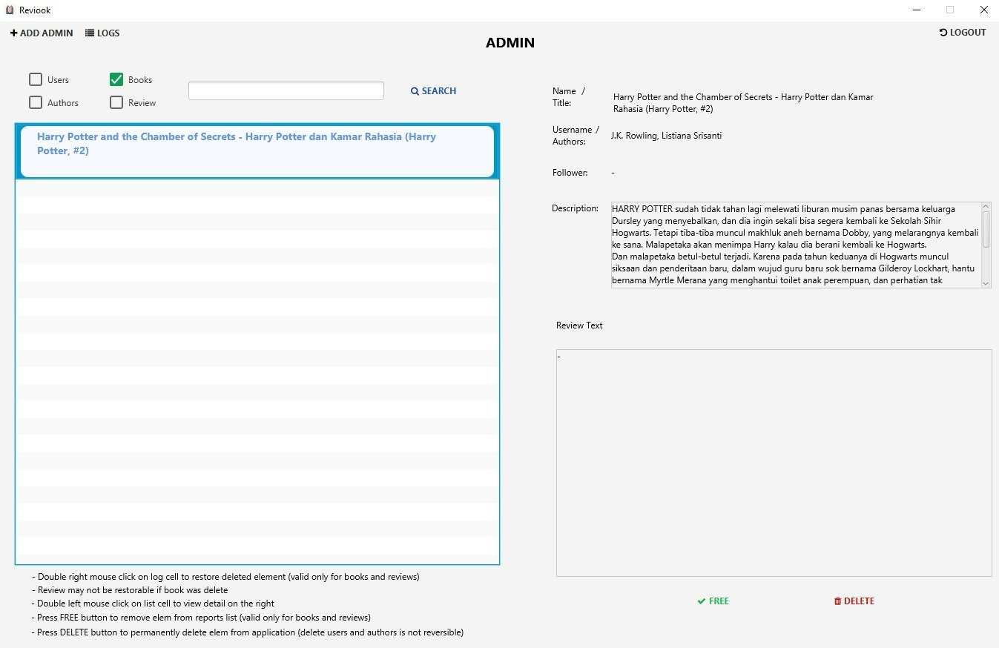 Reviook
ADD ADMIN
LOGS
ADMIN
LOGOUT
Users
Books
Authors
Review
SEARCH
Harry Potter and the Chamber of Secrets - Harry Potter dan Kamar Rahasia (Harry
Potter, #2)
- Double right mouse click on log cell to restore deleted element (valid only for books and reviews)
- Review may not be restorable if book was delete
- Double left mouse click on list cell to view detail on the right
- Press FREE button to remove elem from reports list (valid only for books and reviews)
- Press DELETE button to permanently delete elem from application (delete users and authors is not reversible)
Name /
Title:
Harry Potter and the Chamber of Secrets - Harry Potter dan Kamar
Rahasia (Harry Potter, #2)
Username /
Authors:
J.K. Rowling, Listiana Srisanti
Follower:
-
Description:
HARRY POTTER sudah tidak tahan lagi melewati liburan musim panas bersama keluarga
Dursley yang menyebalkan, dan dia ingin sekali bisa segera kembali ke Sekolah Sihir
Hogwarts. Tetapi tiba-tiba muncul makhluk aneh bernama Dobby, yang melarangnya kembali
ke sana. Malapetaka akan menimpa Harry kalau dia berani kembali ke Hogwarts.
Dan malapetaka betul-betul terjadi. Karena pada tahun keduanya di Hogwarts muncul
siksaan dan penderitaan baru, dalam wujud guru baru sok bernama Gilderoy Lockhart, hantu
bernama Myrtle Merana yang menghantui toilet anak perempuan, dan perhatian tak
Review Text
-
FREE
DELETE